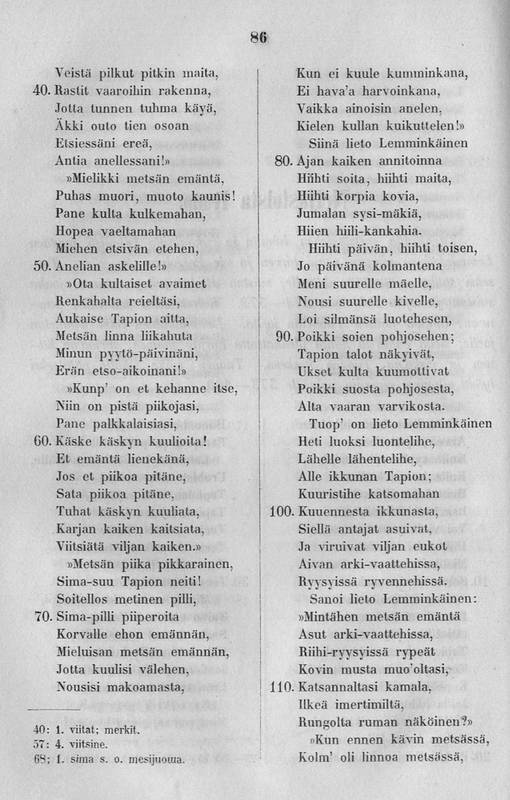 86
Veistä pilkut pitkin maita,
40. Rastit vaaroihin rakenna,
Jotta tunnen tuhma käyä,
Äkki outo tien osoan
Etsiessäni ereä,
Antia anellessani!»
»Mielikki metsän emäntä,
Puhas muori, muoto kaunis!
Pane kulta kulkemahan,
Hopea vaeltamahan
Miehen etsivän etehen,
50. Anelian askelille!»
»Ota kultaiset avaimet
Renkahalta reieltäsi,
Aukaise Tapion aitta,
Metsän linna liikahuta
Minun pyytö-päivinäni,
Erän etso-aikoinani!»
»Kunp' on et kehanne itse,
Niin on pistä piikojasi,
Pane palkkalaisiasi,
60. Käske käskyn kuulioita!
Et emäntä lienekänä,
Jos et piikoa pitäne,
Sata piikoa pitäne,
Tuhat käskyn kuuliata,
Karjan kaiken kaitsiata,
Viitsiätä viljan kaiken.»
»Metsän piika pikkarainen,
Sima-suu Tapion neiti!
Soitellos metinen pilli,
70. Sima-pilli piiperoita
Korvalle ehon emännän,
Mieluisan metsän emännän,
Jotta kuulisi välehen,
Nousisi makoamasta,
40: 1. viitat; merkit.
57: 4. viitsine.
68: 1. sima s. o. mesijuoma.
Kun ei kuule kumminkana,
Ei hava'a harvoinkana,
Vaikka ainoisin anelen,
Kielen kullan kuikuttelen!»
Siinä lieto Lemminkäinen
80. Ajan kaiken annitoinna
Hiihti soita, hiihti maita,
Hiihti korpia kovia,
Jumalan sysi-mäkiä,
Hiien hiili-kankahia.
Hiihti päivän, hiihti toisen,
Jo päivänä kolmantena
Meni suurelle mäelle,
Nousi suurelle kivelle,
Loi silmänsä luotehesen,
90. Poikki soien pohjosehen;
Tapion talot näkyivät,
Ukset kulta kuumottivat
Poikki suosta pohjosesta,
Alta vaaran varvikosta.
Tuop' on lieto Lemminkäinen
Heti luoksi luontelihe,
Lähelle lähentelihe,
Alle ikkunan Tapion;
Kuuristihe katsomahan
100. Kuuennesta ikkunasta,
Siellä antajat asuivat,
Ja viruivat viljan eukot
Aivan arki-vaattehissa,
Ryysyissä ryvennehissä.
Sanoi lieto Lemminkäinen:
»Mintähen metsän emäntä
Asut arki-vaattehissa,
Riihi-ryysyissä rypeät
Kovin musta muo'oltasi,
110. Katsannaltasi kamala,
Ilkeä imertimiltä,
Rungolta ruman näköinen?»
»Kun ennen kävin metsässä,
Kolm' oli linnoa metsässä,